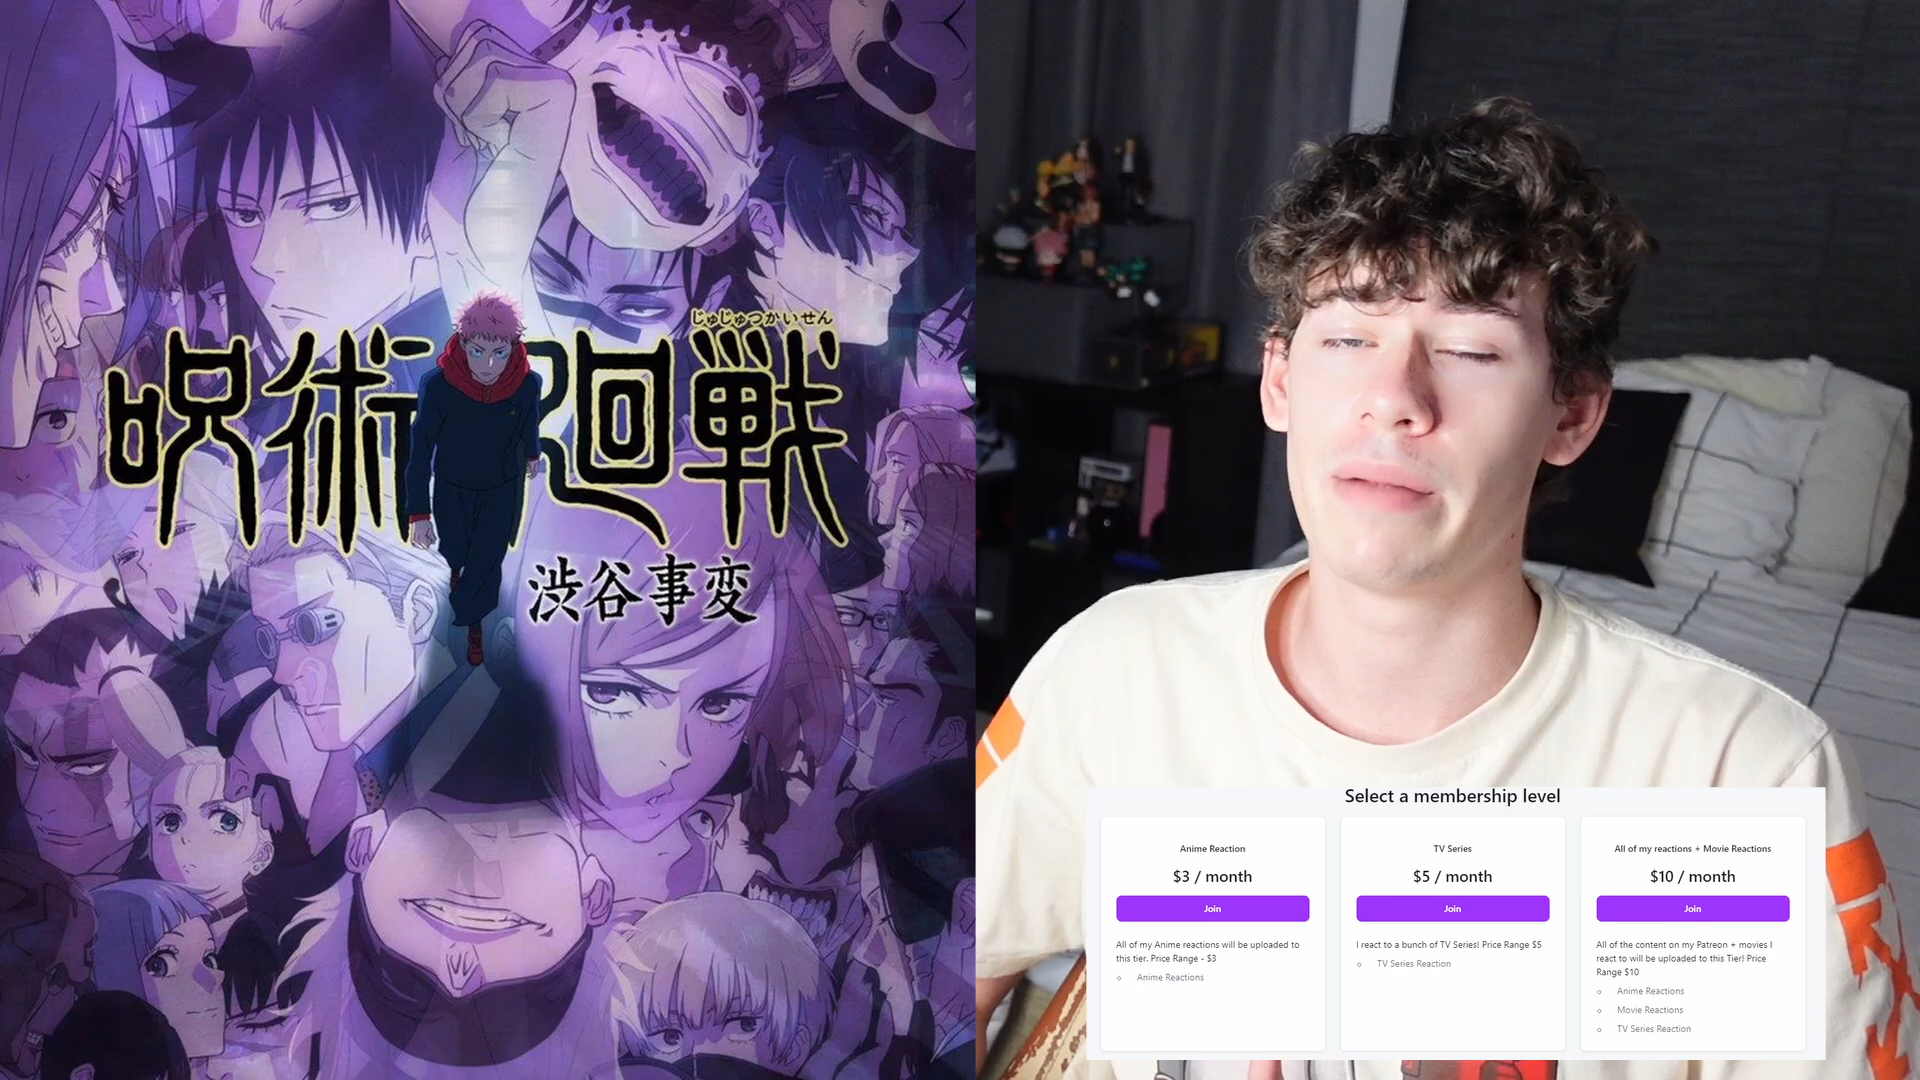 じゅじゅつかいせん
呪術廻戦
渋谷事変
Select a membership level
Anime Reaction
$3 / month
Join
All of my Anime reactions will be uploaded to
this tier. Price Range - $3
Anime Reactions
TV Series
$5 / month
Join
I react to a bunch of TV Series! Price Range $5
TV Series Reaction
All of my reactions + Movie Reactions
$10 / month
Join
All of the content on my Patreon + movies I
react to will be uploaded to this Tier! Price
Range $10
Anime Reactions
Movie Reactions
TV Series Reaction